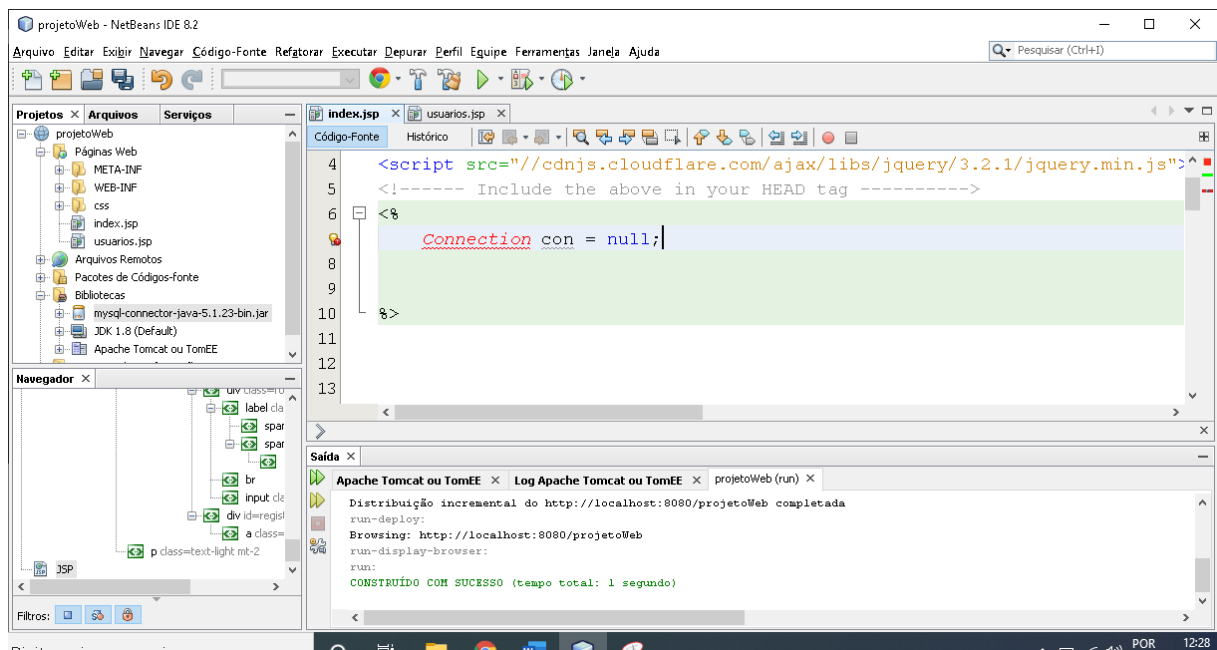 projetoWeb - NetBeans IDE 8.2
Arquivo Editar Exibir Navegar Código-Fonte Refatorar Executar Depurar Perfil Equipe Ferramentas Janela Ajuda
Pesquisar (Ctrl+I)
Projetos Arquivos Serviços
projetoWeb
Páginas Web
META-INF
WEB-INF
css
index.jsp
usuarios.jsp
Arquivos Remotos
Pacotes de Códigos-fonte
Bibliotecas
mysql-connector-java-5.1.23-bin.jar
JDK 1.8 (Default)
Apache Tomcat ou TomEE
Navegador
div class=ro
label cla
spar
spar
br
input cla
div id=regist
a class=
p class=text-light mt-2
JSP
Filtros:
index.jsp usuarios.jsp
Código-Fonte Histórico
4 <script src="//cdnjs.cloudflare.com/ajax/libs/jquery/3.2.1/jquery.min.js">
5 <!------ Include the above in your HEAD tag ---------->
6 <%
Connection con = null;
8
9
10 %>
11
12
13
Saída
Apache Tomcat ou TomEE Log Apache Tomcat ou TomEE projetoWeb (run)
Distribuição incremental do http://localhost:8080/projetoWeb completada
run-deploy:
Browsing: http://localhost:8080/projetoWeb
run-display-browser:
run:
CONSTRUÍDO COM SUCESSO (tempo total: 1 segundo)
POR 12:28